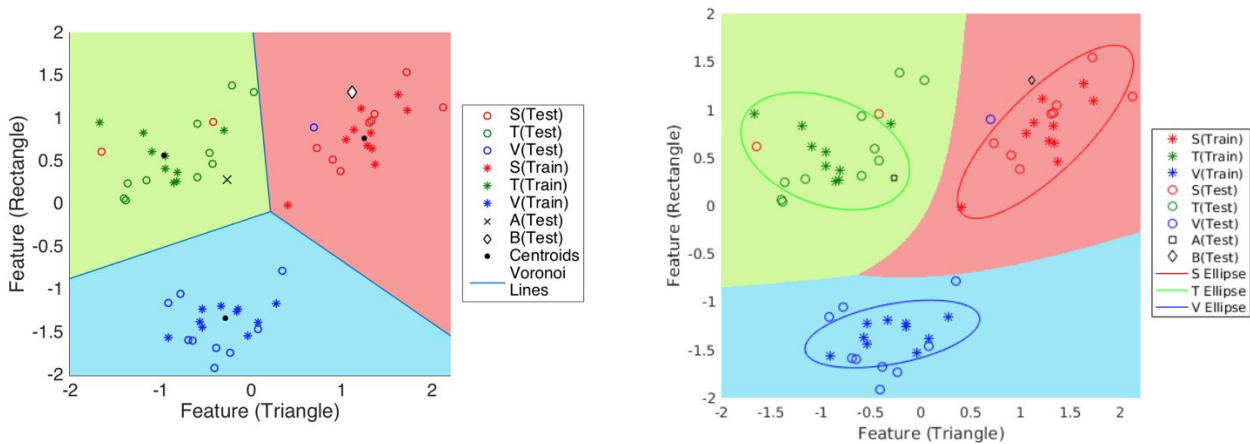 2
1.5
1
0.5
0
-0.5
-1
-1.5
-2
-2
-1
0
1
2
Feature (Triangle)
Feature (Rectangle)
S(Test)
T(Test)
V(Test)
S(Train)
T(Train)
V(Train)
A(Test)
B(Test)
Centroids
Voronoi
Lines
2
1.5
1
0.5
0
-0.5
-1
-1.5
-2
-2
-1.5
-1
-0.5
0
0.5
1
1.5
2
Feature (Triangle)
Feature (Rectangle)
S(Train)
T(Train)
V(Train)
S(Test)
T(Test)
V(Test)
A(Test)
B(Test)
S Ellipse
T Ellipse
V Ellipse